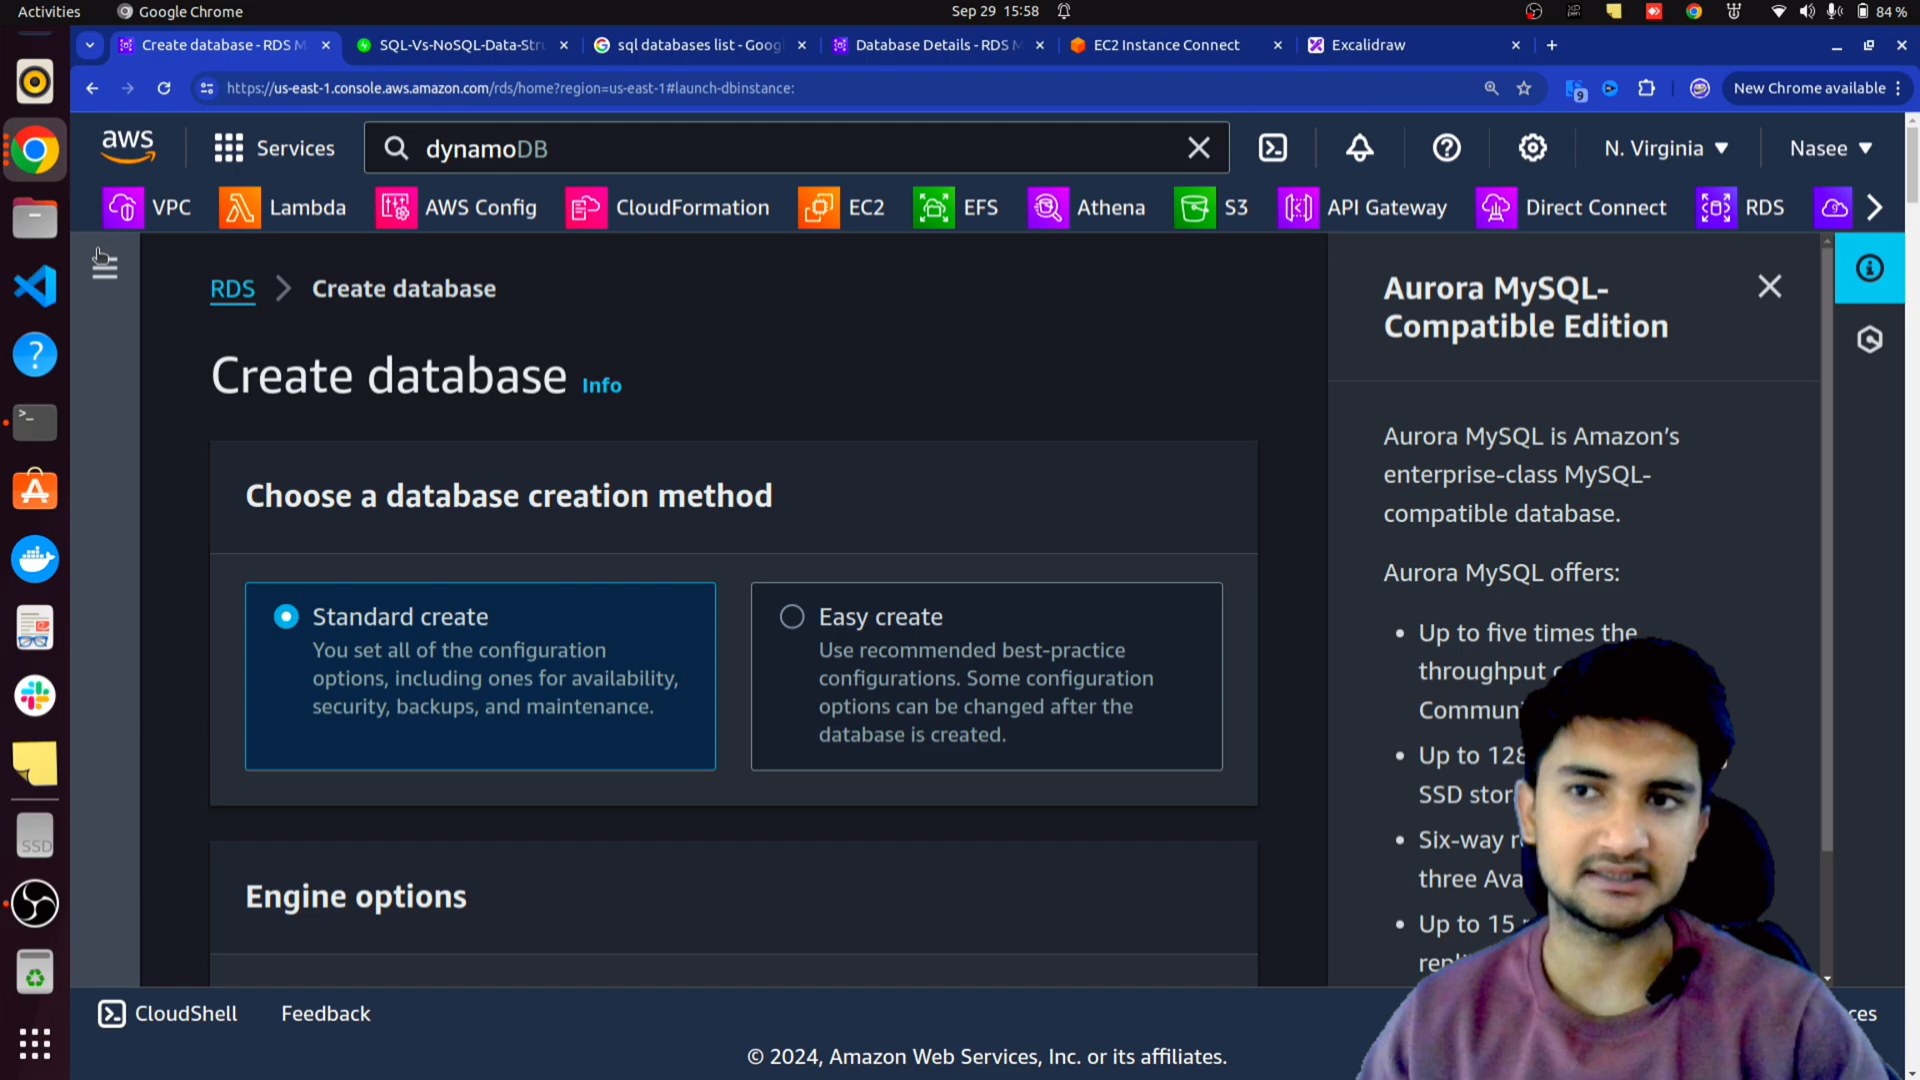 Activities
Google Chrome
Sep 29 15:58
84 %
Create database - RDS M
SQL-Vs-NoSQL-Data-Stru
sql databases list - Goog
Database Details - RDS M
EC2 Instance Connect
Excalidraw
https://us-east-1.console.aws.amazon.com/rds/home?region=us-east-1#launch-dbinstance:
9
New Chrome available
aws
Services
dynamoDB
N. Virginia
Nasee
VPC
Lambda
AWS Config
CloudFormation
EC2
EFS
Athena
S3
API Gateway
Direct Connect
RDS
RDS
Create database
Create database Info
Choose a database creation method
Standard create
You set all of the configuration
options, including ones for availability,
security, backups, and maintenance.
Easy create
Use recommended best-practice
configurations. Some configuration
options can be changed after the
database is created.
Engine options
Aurora MySQL-
Compatible Edition
Aurora MySQL is Amazon's
enterprise-class MySQL-
compatible database.
Aurora MySQL offers:
Up to five times the
throughput
Commun
Up to 128
SSD stor
Six-way r
three Ava
Up to 15
repl
SSD
CloudShell
Feedback
ces
© 2024, Amazon Web Services, Inc. or its affiliates.